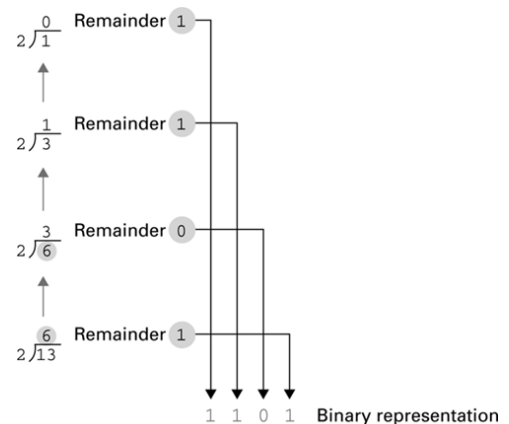 0 Remainder 1
2)1
1 Remainder 1
2)3
3 Remainder 0
2)6
6 Remainder 1
2)13
1 1 0 1 Binary representation